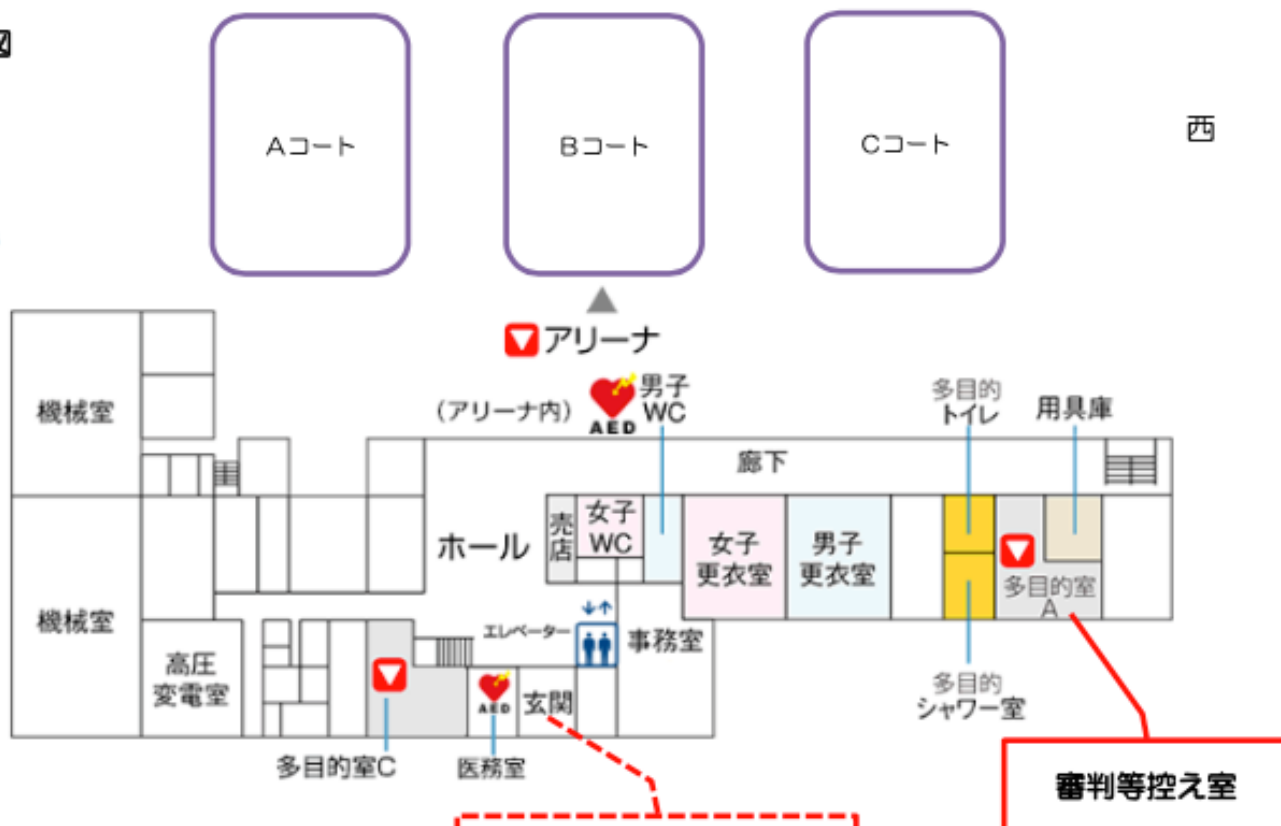 西
Aコート
Bコート
Cコート
アリーナ
(アリーナ内)
AED
男子
WC
多目的
トイレ
用具庫
機械室
廊下
売店
女子
WC
ホール
女子
更衣室
男子
更衣室
多目的室
A
機械室
高圧
変電室
エレベーター
事務室
AED
玄関
多目的
シャワー室
多目的室C
医務室
審判等控え室